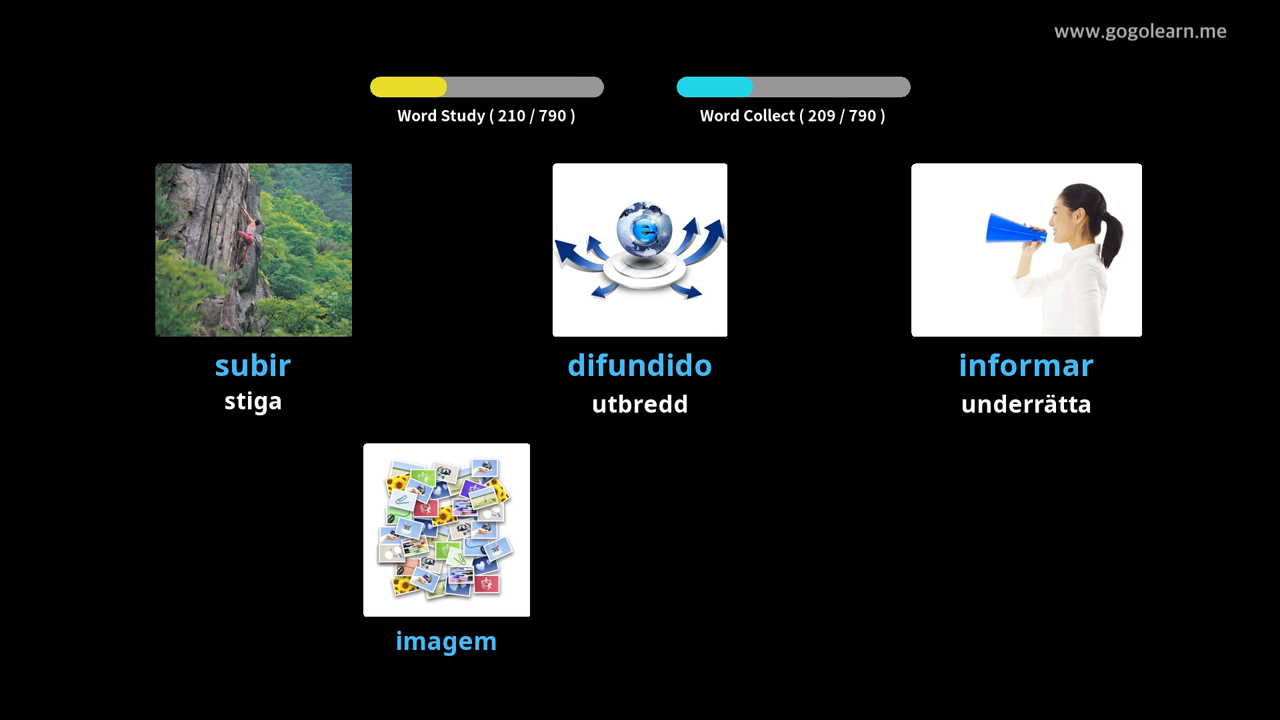 www.gogolearn.me
Word Study ( 210 / 790 )
Word Collect ( 209 / 790 )
e
subir
difundido
informar
stiga
utbredd
underrätta
imagem